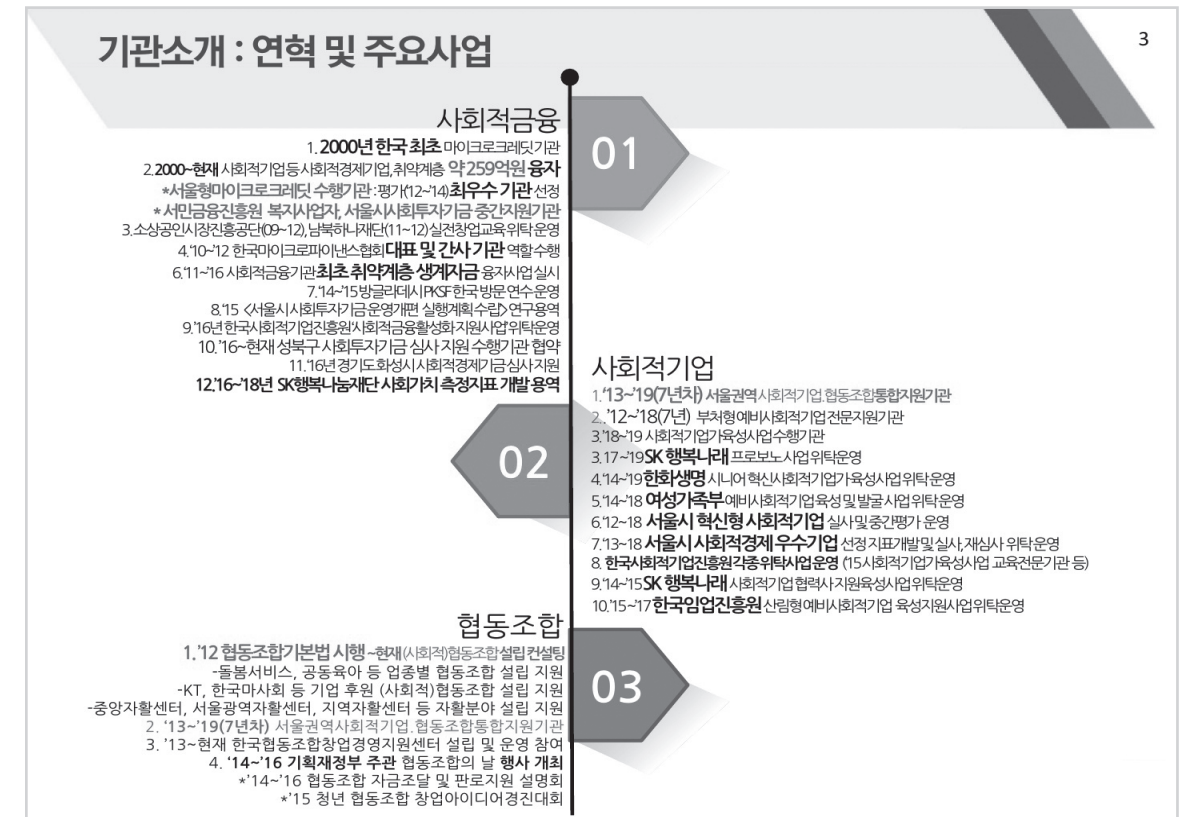 기관소개 : 연혁 및 주요사업
3
사회적금융
01
1. 2000년 한국 최초 마이크로크레딧기관
2.2000~현재 사회적기업 등 사회적경제기업, 취약계층 약 259억원 융자
*서울형마이크로크레딧 수행기관 : 평가('12~'14) 최우수 기관 선정
* 서민금융진흥원 복지사업자, 서울시사회투자기금 중간지원기관
3.소상공인시장진흥공단(09~12), 남북하나재단(11~12) 실전창업교육 위탁 운영
4.'10~'12 한국마이크로파이낸스협회 대표 및 간사 기관 역할 수행
6.'11~'16 사회적금융기관 최초 취약계층 생계자금 융자사업 실시
7.'14~'15 방글라데시 PKSF 한국 방문 연수 운영
8.'15 <서울시 사회투자기금 운영개편 실행계획 수립> 연구용역
9.'16년 한국사회적기업진흥원 '사회적금융활성화 지원사업' 위탁운영
10.'16~현재 성북구 사회투자기금 심사 지원 수행기관 협약
11.'16년 경기도 화성시 사회적경제기금 심사 지원
12.'16~'18년 SK행복나눔재단 사회가치 측정지표 개발 용역
사회적기업
02
1.'13~'19(7년차) 서울권역 사회적기업.협동조합통합지원기관
2..'12~'18(7년) 부처형예비사회적기업 전문지원기관
3.'18~'19 사회적기업가육성사업 수행기관
3.17~'19 SK 행복나래 프로보노 사업 위탁운영
4.'14~'19 한화생명 시니어 혁신사회적기업가 육성사업 위탁 운영
5.'14~'18 여성가족부 예비사회적기업 육성 및 발굴 사업 위탁 운영
6.'12~18 서울시 혁신형 사회적기업 실사 및 중간평가 운영
7.'13~'18 서울시 사회적경제 우수기업 선정 지표개발 및 실사, 재심사 위탁 운영
8. 한국사회적기업진흥원 각종 위탁사업 운영 ('15 사회적기업가육성사업 교육전문기관 등)
9.'14~'15 SK 행복나래 사회적기업 협력사 지원육성사업 위탁운영
10.'15~'17 한국임업진흥원 산림형예비사회적기업 육성지원사업 위탁운영
협동조합
03
1.'12 협동조합기본법 시행 ~현재 (사회적)협동조합 설립 컨설팅
-돌봄서비스, 공동육아 등 업종별 협동조합 설립 지원
-KT, 한국마사회 등 기업 후원 (사회적)협동조합 설립 지원
-중앙자활센터, 서울광역자활센터, 지역자활센터 등 자활분야 설립 지원
2. '13~'19(7년차) 서울권역사회적기업.협동조합통합지원기관
3. '13~현재 한국협동조합창업경영지원센터 설립 및 운영 참여
4. '14~'16 기획재정부 주관 협동조합의 날 행사 개최
*'14~'16 협동조합 자금조달 및 판로지원 설명회
*'15 청년 협동조합 창업아이디어경진대회